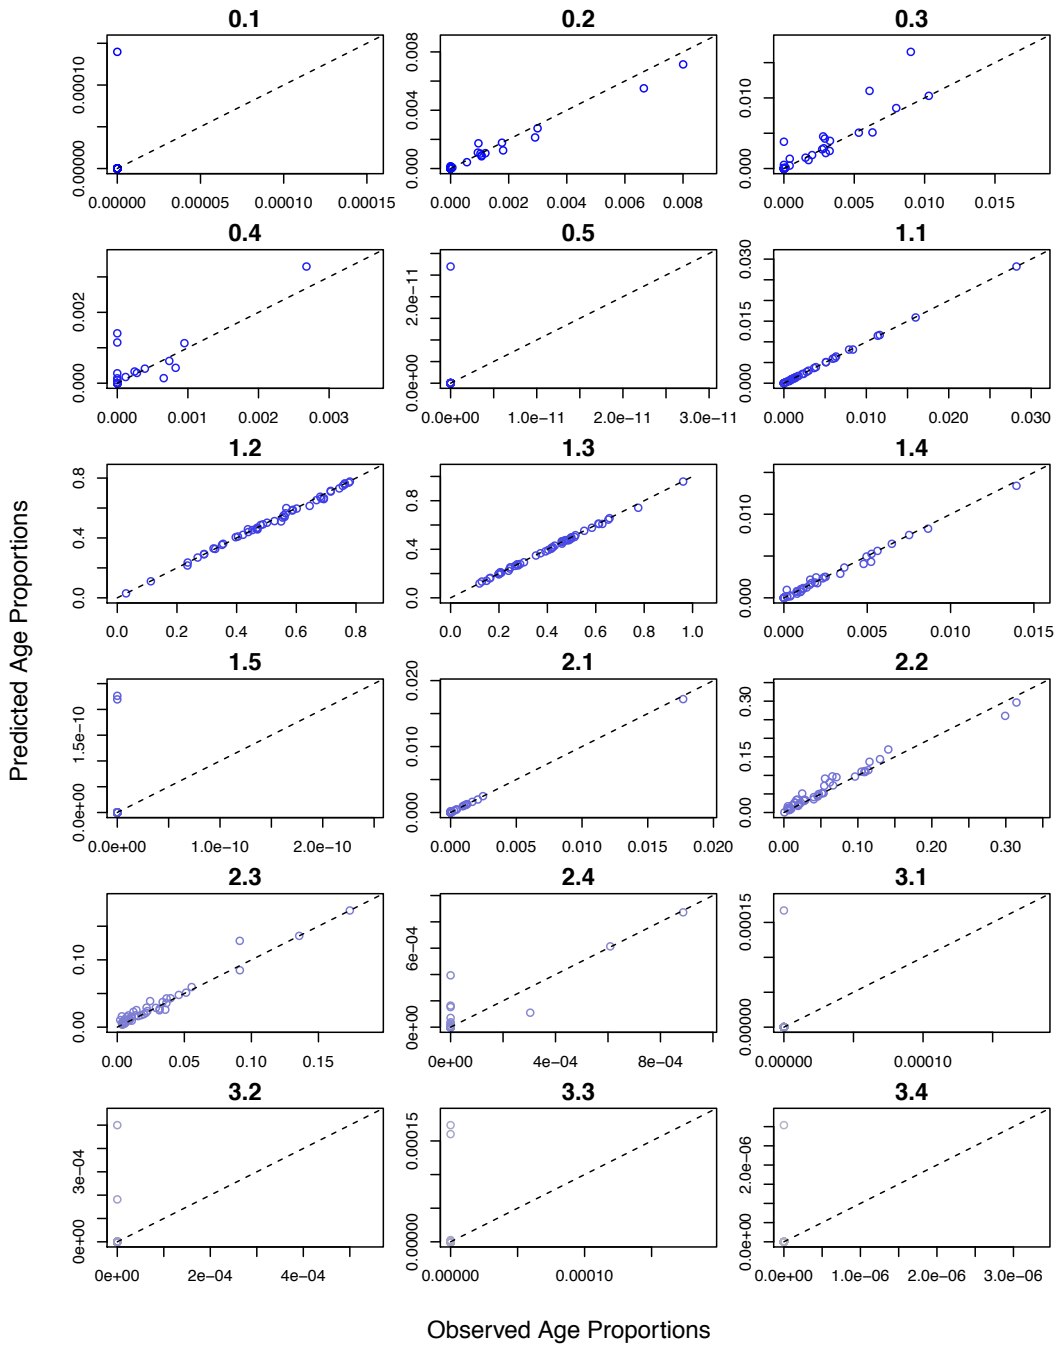 0.1 0.2 0.3
0.00000 0.00010
0.00000 0.00005 0.00010 0.00015
0.000 0.004 0.008
0.000 0.002 0.004 0.006 0.008
0.000 0.010
0.000 0.005 0.010 0.015
0.4 0.5 1.1
0.000 0.002
0.000 0.001 0.002 0.003
0.0e+00 2.0e−11
0.0e+00 1.0e−11 2.0e−11 3.0e−11
0.000 0.015 0.030
0.000 0.010 0.020 0.030
1.2 1.3 1.4
0.0 0.4 0.8
0.0 0.2 0.4 0.6 0.8
0.0 0.4 0.8
0.0 0.2 0.4 0.6 0.8 1.0
0.000 0.010
0.000 0.005 0.010 0.015
Predicted Age Proportions
1.5 2.1 2.2
0.0e+00 1.5e−10
0.0e+00 1.0e−10 2.0e−10
0.000 0.010 0.020
0.000 0.005 0.010 0.015 0.020
0.00 0.15 0.30
0.00 0.10 0.20 0.30
2.3 2.4 3.1
0.00 0.10
0.00 0.05 0.10 0.15
0e+00 6e−04
0e+00 4e−04 8e−04
0.00000 0.00015
0.00000 0.00010
3.2 3.3 3.4
0e+00 3e−04
0e+00 2e−04 4e−04
0.00000 0.00015
0.00000 0.00010
0.0e+00 2.0e−06
0.0e+00 1.0e−06 2.0e−06 3.0e−06
Observed Age Proportions